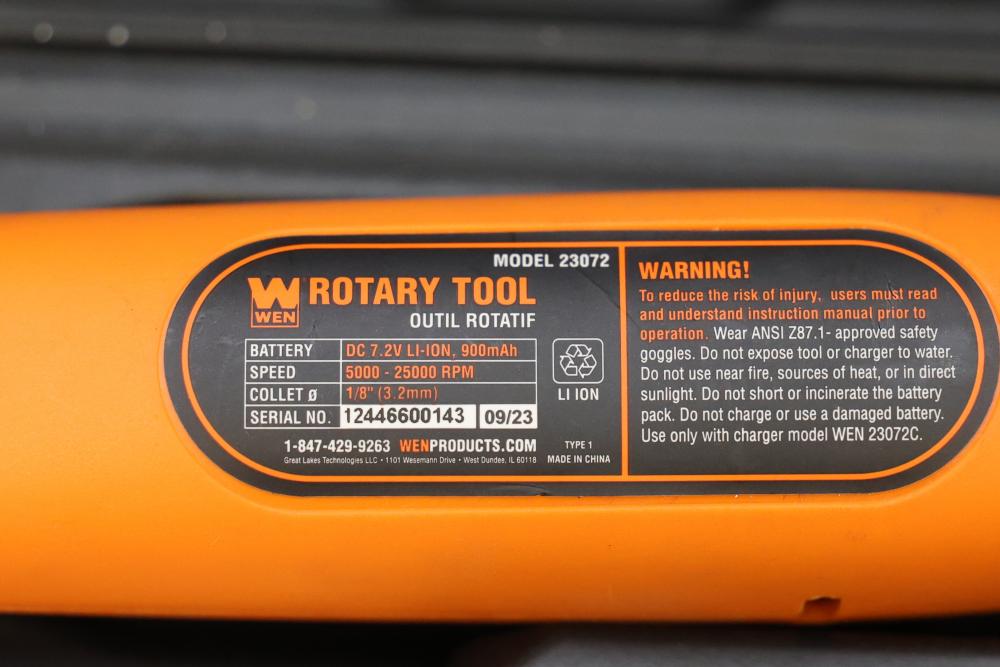 MODEL 23072
WEN
ROTARY TOOL
OUTIL ROTATIF
BATTERY DC 7.2V LI-ION, 900mAh
SPEED 5000 - 25000 RPM
COLLET ø 1/8" (3.2mm)
SERIAL NO. 12446600143 09/23
LI ION
1-847-429-9263 WENPRODUCTS.COM
TYPE 1
Great Lakes Technologies LLC • 1101 Wesemann Drive • West Dundee, IL 60118
MADE IN CHINA
WARNING!
To reduce the risk of injury, users must read
and understand instruction manual prior to
operation. Wear ANSI Z87.1- approved safety
goggles. Do not expose tool or charger to water.
Do not use near fire, sources of heat, or in direct
sunlight. Do not short or incinerate the battery
pack. Do not charge or use a damaged battery.
Use only with charger model WEN 23072C.